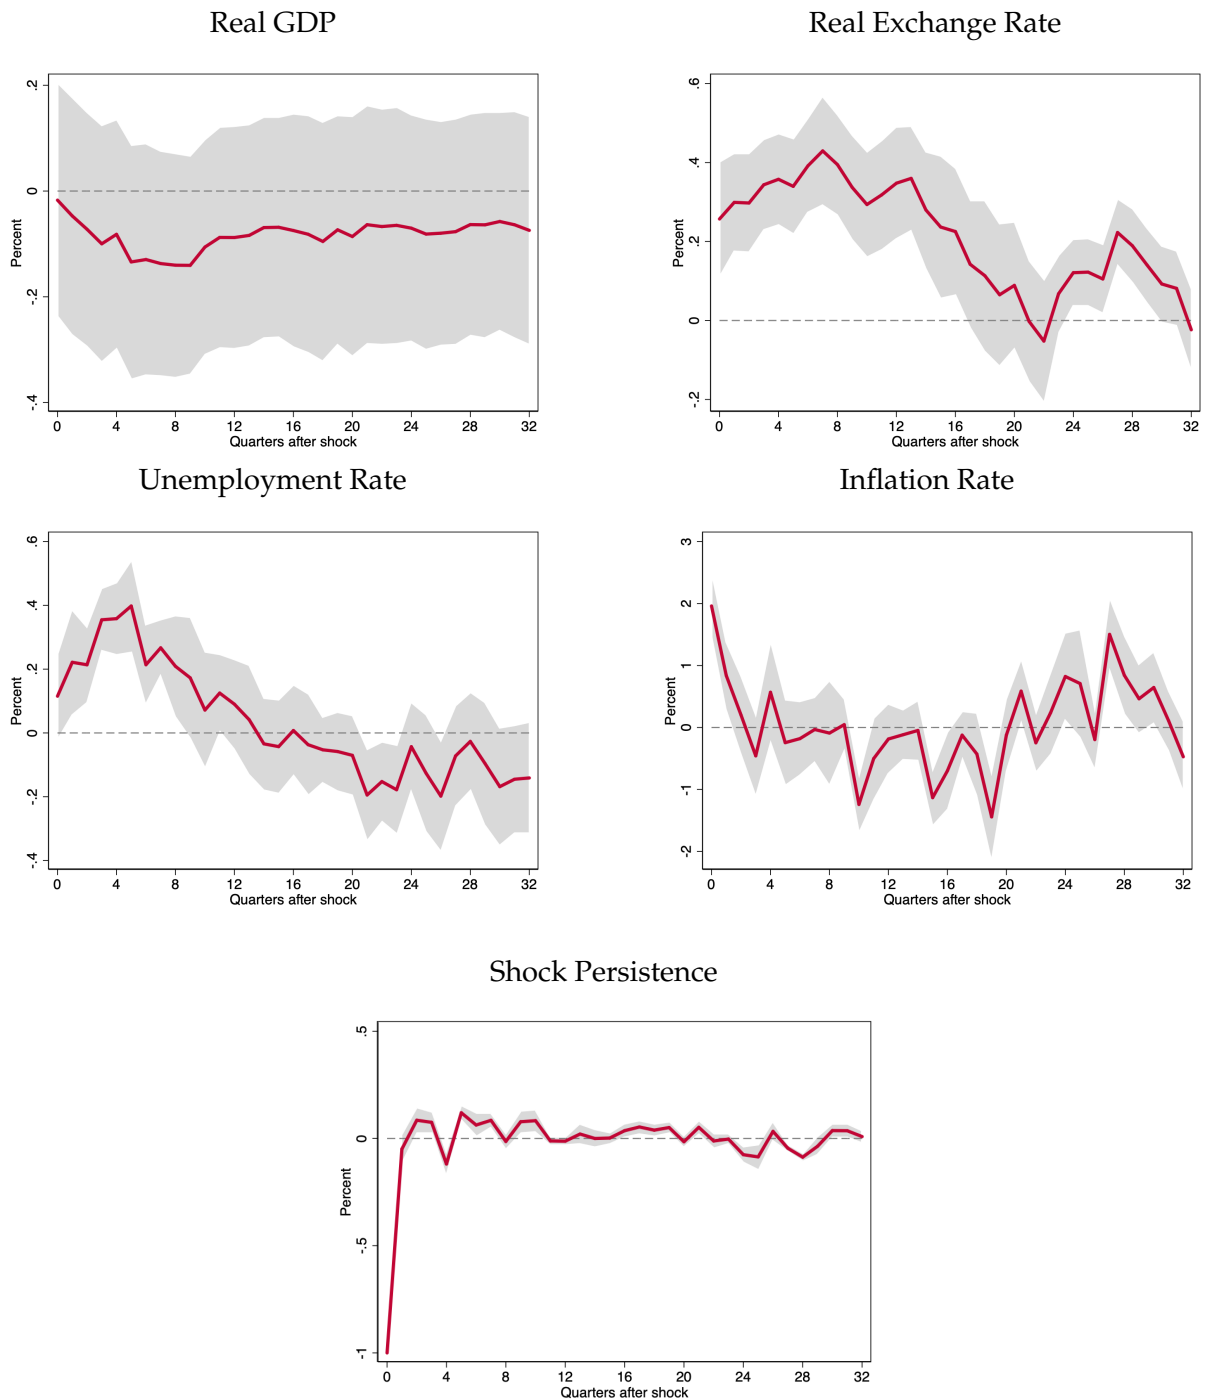 Real GDP
Real Exchange Rate
Percent
.2
0
-.2
-.4
0 4 8 12 16 20 24 28 32
Quarters after shock
Percent
.6
.4
.2
0
-.2
0 4 8 12 16 20 24 28 32
Quarters after shock
Unemployment Rate
Inflation Rate
Percent
.6
.4
.2
0
-.2
-.4
0 4 8 12 16 20 24 28 32
Quarters after shock
Percent
3
2
1
0
-1
-2
0 4 8 12 16 20 24 28 32
Quarters after shock
Shock Persistence
Percent
.5
0
-.5
-1
0 4 8 12 16 20 24 28 32
Quarters after shock